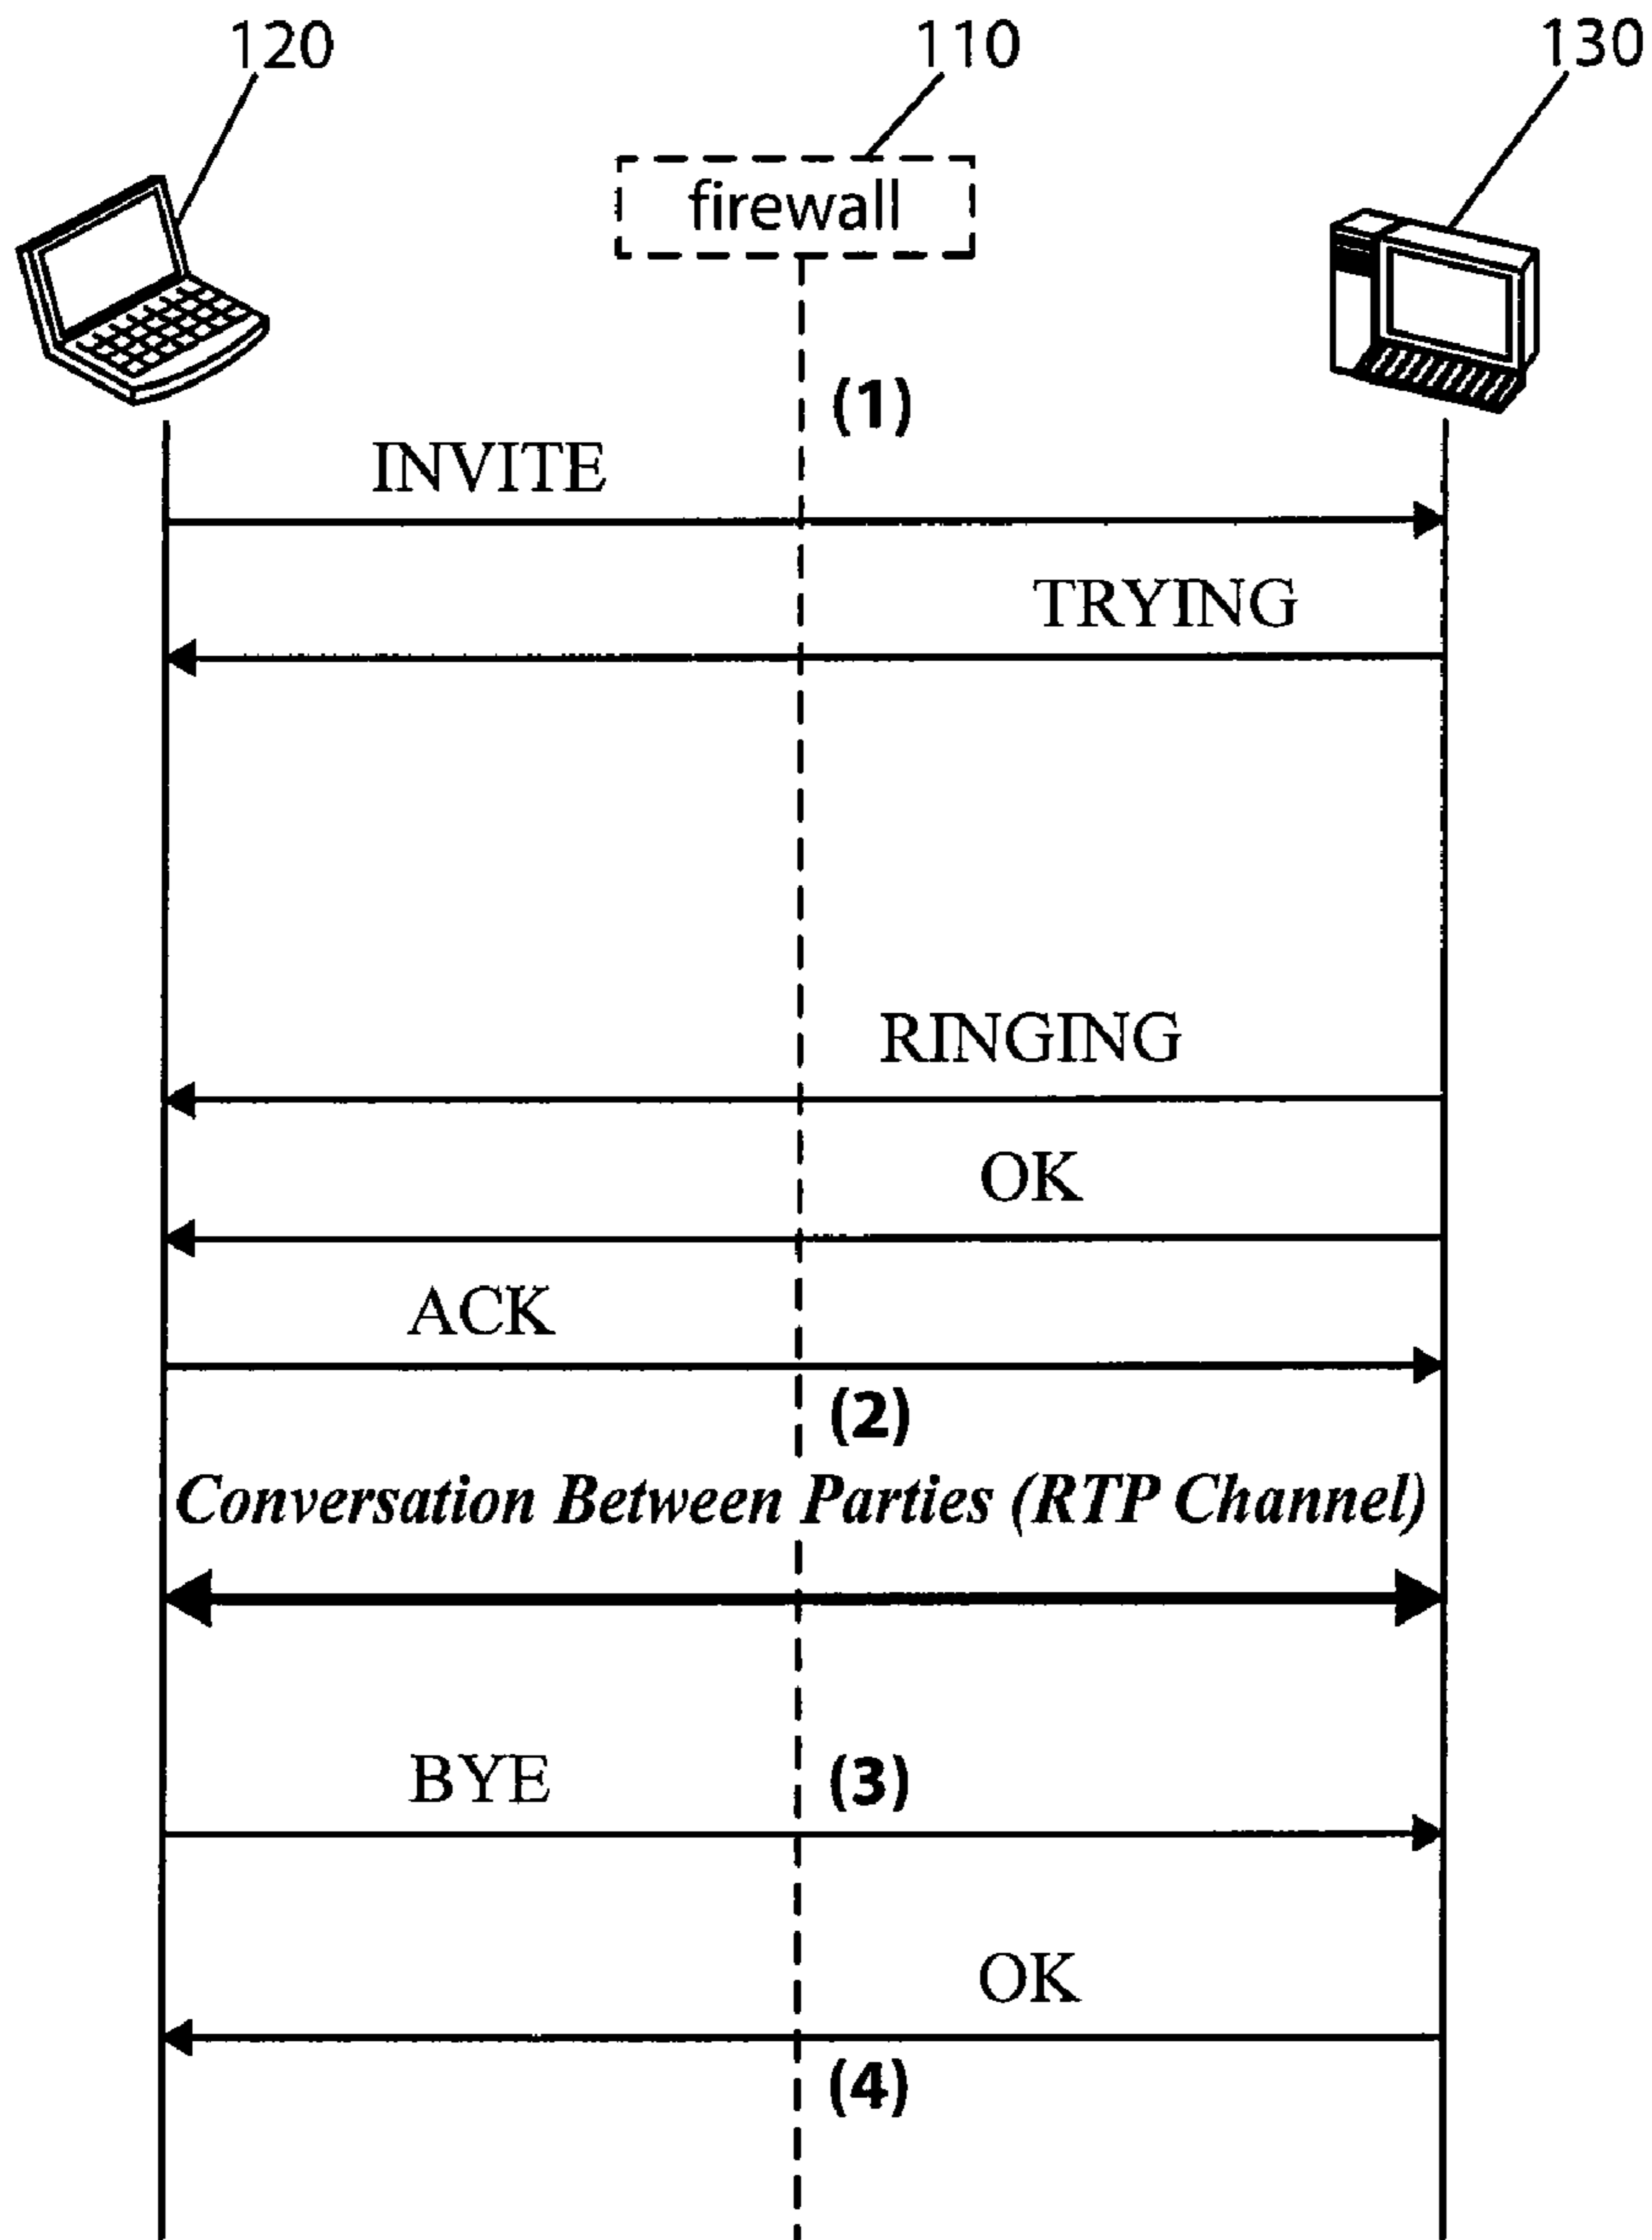 120
110
130
firewall
(1)
INVITE
TRYING
RINGING
OK
ACK
(2)
Conversation Between Parties (RTP Channel)
BYE
(3)
OK
(4)